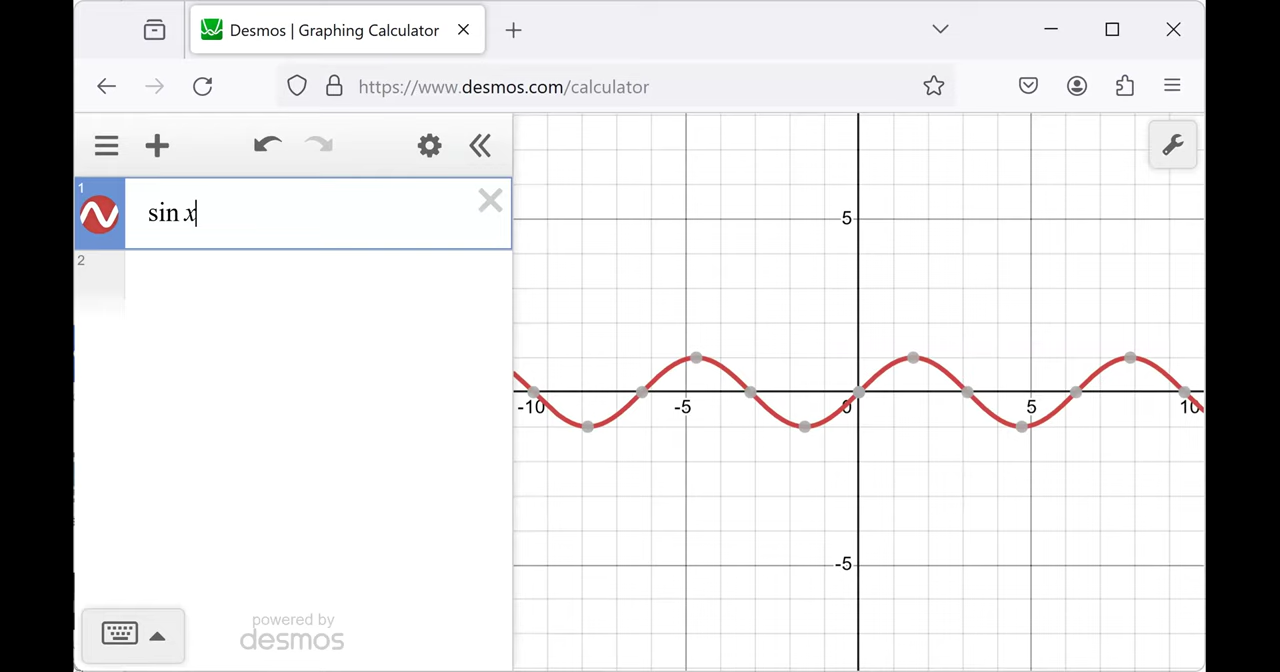 Desmos | Graphing Calculator
https://www.desmos.com/calculator
1
sin x
2
5
-10 -5 0 5 10
-5
powered by
desmos